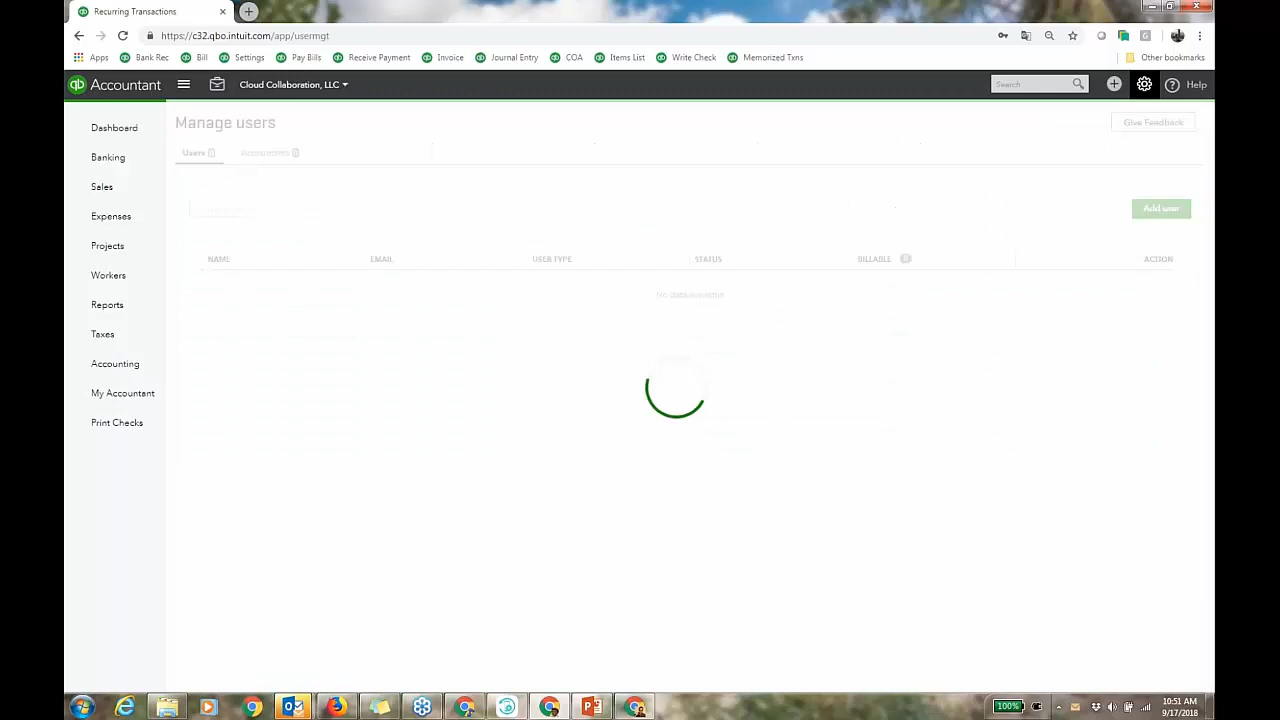 Recurring Transactions
https://c32.qbo.intuit.com/app/usermgt
Apps Bank Rec Bill Settings Pay Bills Receive Payment Invoice Journal Entry COA Items List Write Check Memorized Txns Other bookmarks
qb Accountant Cloud Collaboration, LLC Search Help
Dashboard
Banking
Sales
Expenses
Projects
Workers
Reports
Taxes
Accounting
My Accountant
Print Checks
Manage users
Give Feedback
Users
Accountants
Add user
NAME EMAIL USER TYPE STATUS BILLABLE ACTION
No data
100%
10:51 AM
9/17/2018